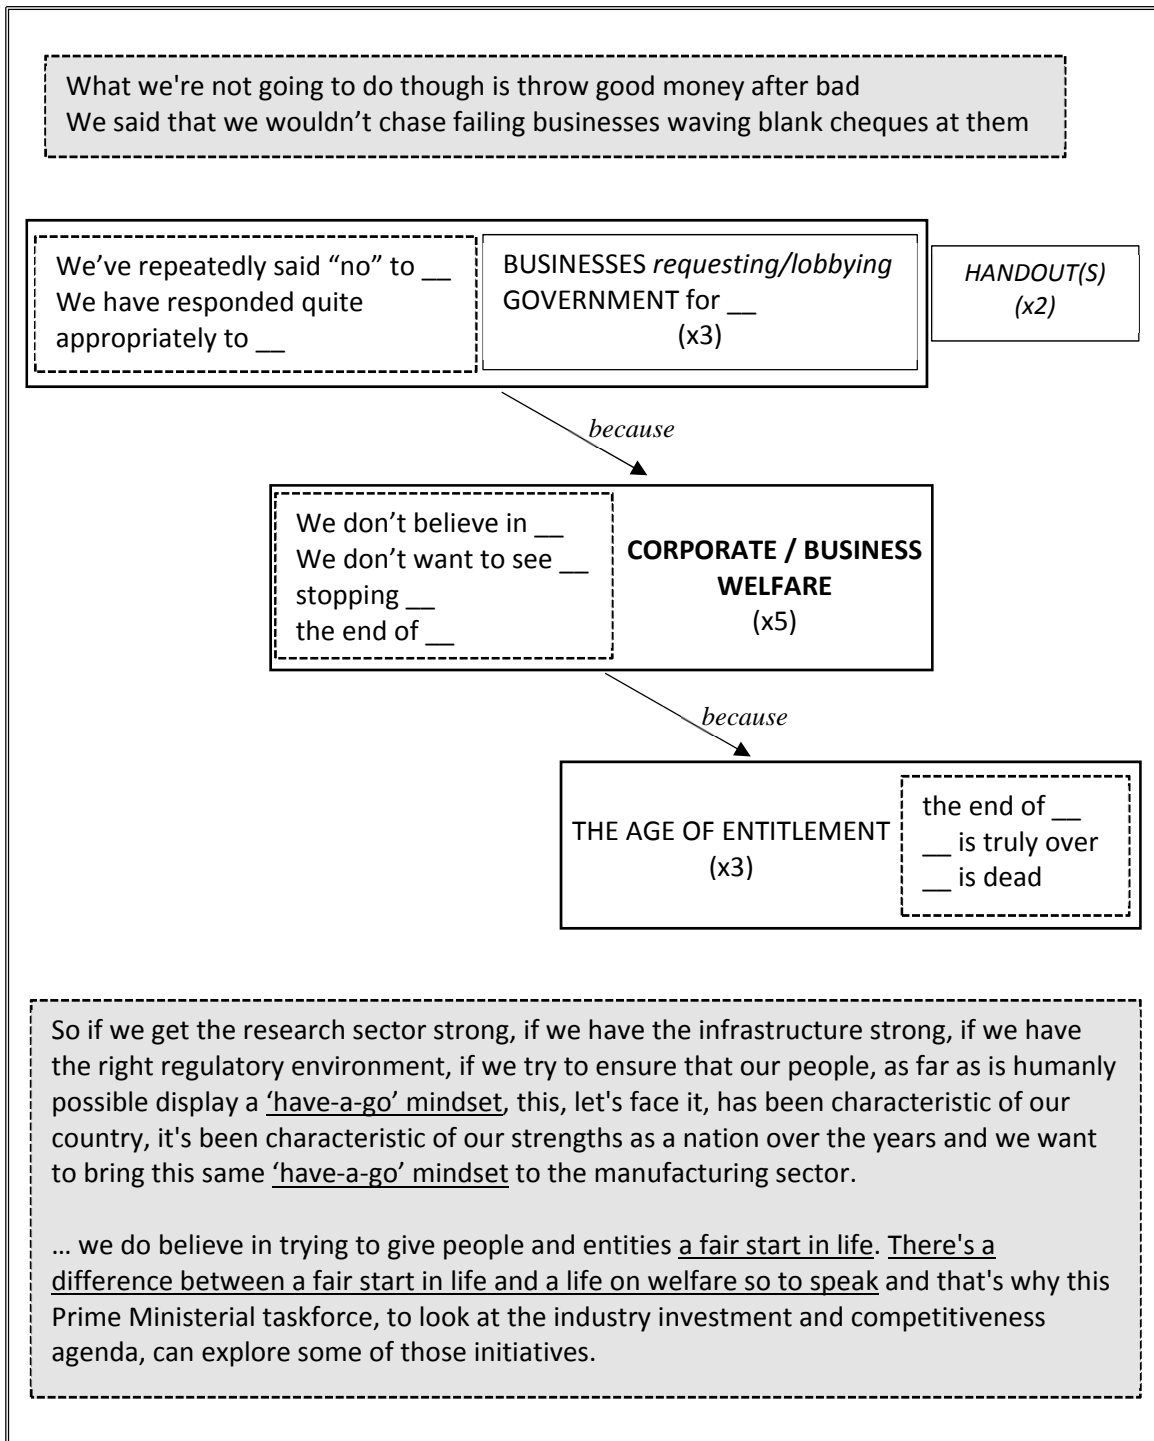 What we're not going to do though is throw good money after bad
We said that we wouldn’t chase failing businesses waving blank cheques at them
We’ve repeatedly said “no” to __
We have responded quite
appropriately to __
BUSINESSES requesting/lobbying
GOVERNMENT for __
(x3)
HANDOUT(S)
(x2)
because
We don’t believe in __
We don’t want to see __
stopping __
the end of __
CORPORATE / BUSINESS
WELFARE
(x5)
because
THE AGE OF ENTITLEMENT
(x3)
the end of __
__ is truly over
__ is dead
So if we get the research sector strong, if we have the infrastructure strong, if we have
the right regulatory environment, if we try to ensure that our people, as far as is humanly
possible display a ‘have-a-go’ mindset, this, let's face it, has been characteristic of our
country, it's been characteristic of our strengths as a nation over the years and we want
to bring this same ‘have-a-go’ mindset to the manufacturing sector.
… we do believe in trying to give people and entities a fair start in life. There's a
difference between a fair start in life and a life on welfare so to speak and that's why this
Prime Ministerial taskforce, to look at the industry investment and competitiveness
agenda, can explore some of those initiatives.